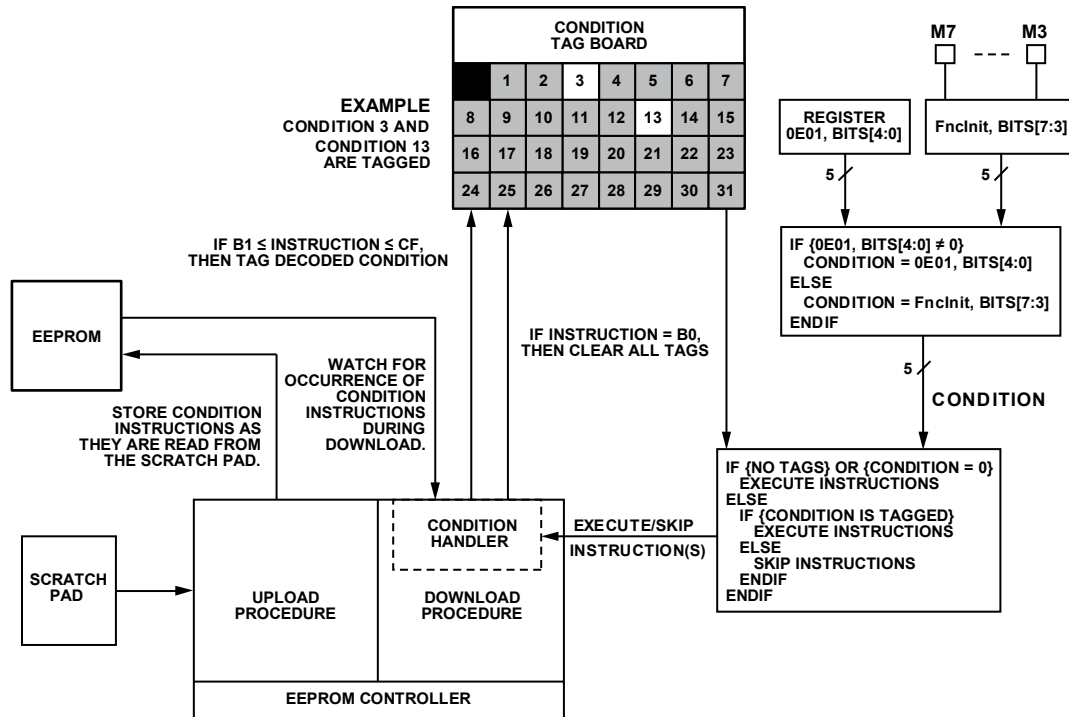 CONDITION
TAG BOARD
1 2 3 4 5 6 7
8 9 10 11 12 13 14 15
16 17 18 19 20 21 22 23
24 25 26 27 28 29 30 31
EXAMPLE
CONDITION 3 AND
CONDITION 13
ARE TAGGED
M7 M3
REGISTER
0E01, BITS[4:0]
FncInit, BITS[7:3]
5
5
IF {0E01, BITS[4:0] ≠ 0}
CONDITION = 0E01, BITS[4:0]
ELSE
CONDITION = FncInit, BITS[7:3]
ENDIF
5
CONDITION
IF B1 ≤ INSTRUCTION ≤ CF,
THEN TAG DECODED CONDITION
IF INSTRUCTION = B0,
THEN CLEAR ALL TAGS
EEPROM
WATCH FOR
OCCURRENCE OF
CONDITION
INSTRUCTIONS
DURING
DOWNLOAD.
STORE CONDITION
INSTRUCTIONS AS
THEY ARE READ FROM
THE SCRATCH PAD.
IF {NO TAGS} OR {CONDITION = 0}
EXECUTE INSTRUCTIONS
ELSE
IF {CONDITION IS TAGGED}
EXECUTE INSTRUCTIONS
ELSE
SKIP INSTRUCTIONS
ENDIF
ENDIF
EXECUTE/SKIP
INSTRUCTION(S)
CONDITION
HANDLER
SCRATCH
PAD
UPLOAD
PROCEDURE
DOWNLOAD
PROCEDURE
EEPROM CONTROLLER